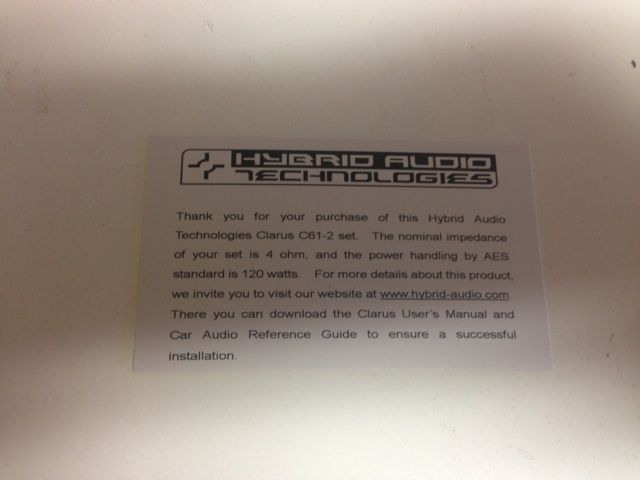 HYBRID AUDIO
TECHNOLOGIES
Thank you for your purchase of this Hybrid Audio
Technologies Clarus C61-2 set. The nominal impedance
of your set is 4 ohm, and the power handling by AES
standard is 120 watts. For more details about this product,
we invite you to visit our website at www.hybrid-audio.com.
There you can download the Clarus User's Manual and
Car Audio Reference Guide to ensure a successful
installation.